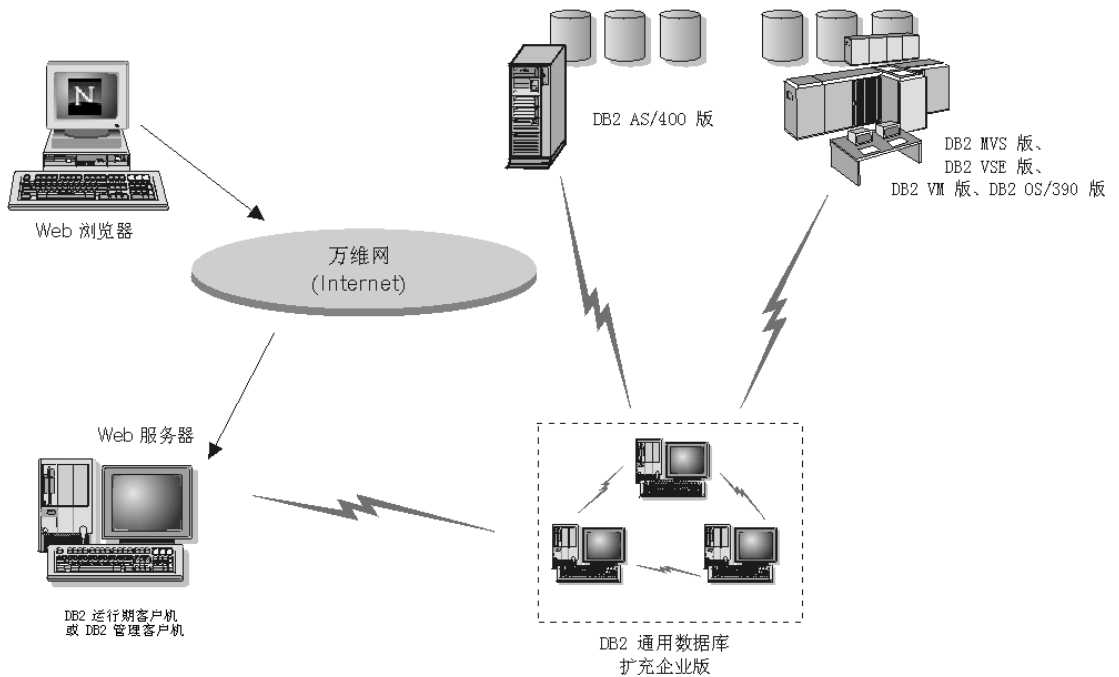 N
DB2 AS/400 版
DB2 MVS 版、
DB2 VSE 版、
DB2 VM 版、DB2 OS/390 版
Web 浏览器
万维网
(Internet)
Web 服务器
DB2 运行期客户机
或 DB2 管理客户机
DB2 通用数据库
扩充企业版